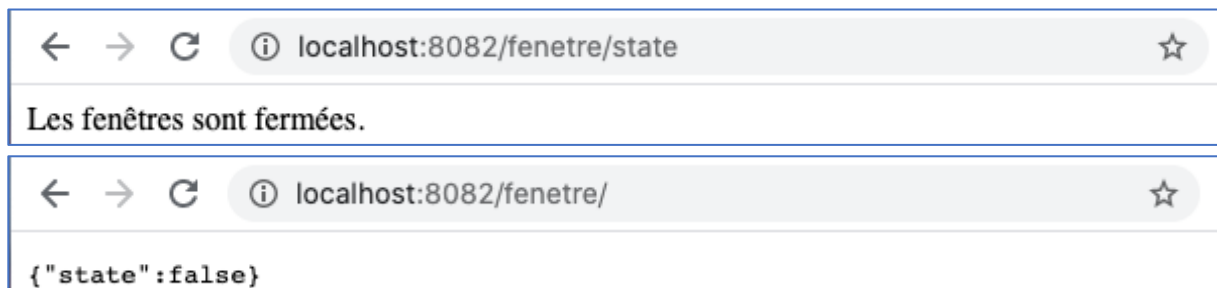 localhost:8082/fenetre/state
Les fenêtres sont fermées.
localhost:8082/fenetre/
{"state":false}